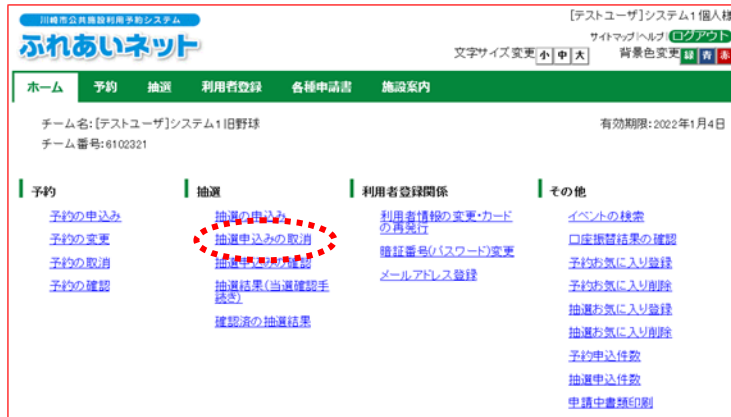 川崎市公共施設利用予約システム
ふれあいネット
[テストユーザ]システム1個人様
サイトマップ|ヘルプ|ログアウト
文字サイズ変更 小 中 大 背景色変更 緑 青 赤
ホーム 予約 抽選 利用者登録 各種申請書 施設案内
チーム名:[テストユーザ]システム1旧野球 有効期限:2022年1月4日
チーム番号:6102321
予約
予約の申込み
予約の変更
予約の取消
予約の確認
抽選
抽選の申込み
抽選申込みの取消
抽選申込みの確認
抽選結果(当選確認手
続き)
確認済の抽選結果
利用者登録関係
利用者情報の変更・カード
の再発行
暗証番号(パスワード)変更
メールアドレス登録
その他
イベントの検索
口座振替結果の確認
予約お気に入り登録
予約お気に入り削除
抽選お気に入り登録
抽選お気に入り削除
予約申込件数
抽選申込件数
申請中書類印刷